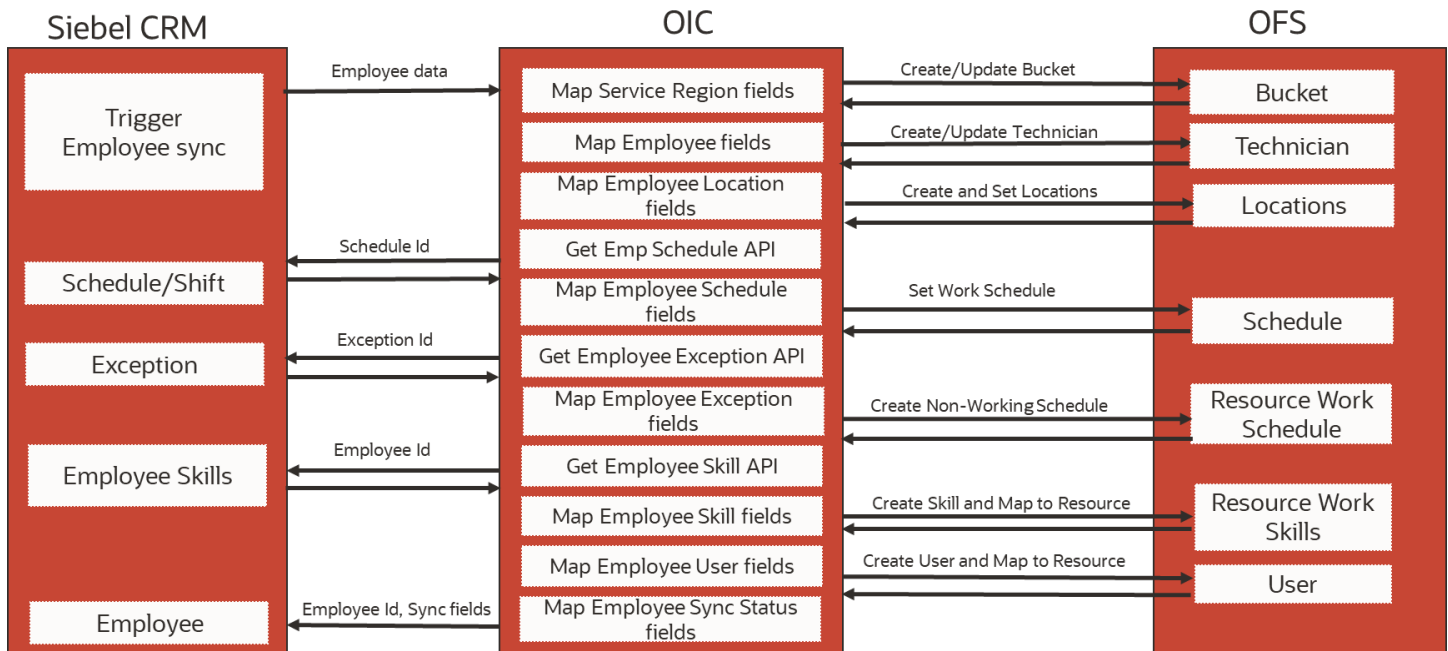 Siebel CRM
OIC
OFS
Trigger
Employee sync
Employee data
Map Service Region fields
Create/Update Bucket
Bucket
Map Employee fields
Create/Update Technician
Technician
Map Employee Location
fields
Create and Set Locations
Locations
Schedule/Shift
Schedule Id
Get Emp Schedule API
Map Employee Schedule
fields
Set Work Schedule
Schedule
Exception
Exception Id
Get Employee Exception API
Map Employee Exception
fields
Create Non-Working Schedule
Resource Work
Schedule
Employee Skills
Employee Id
Get Employee Skill API
Map Employee Skill fields
Create Skill and Map to Resource
Resource Work
Skills
Map Employee User fields
Create User and Map to Resource
User
Employee
Employee Id, Sync fields
Map Employee Sync Status
fields